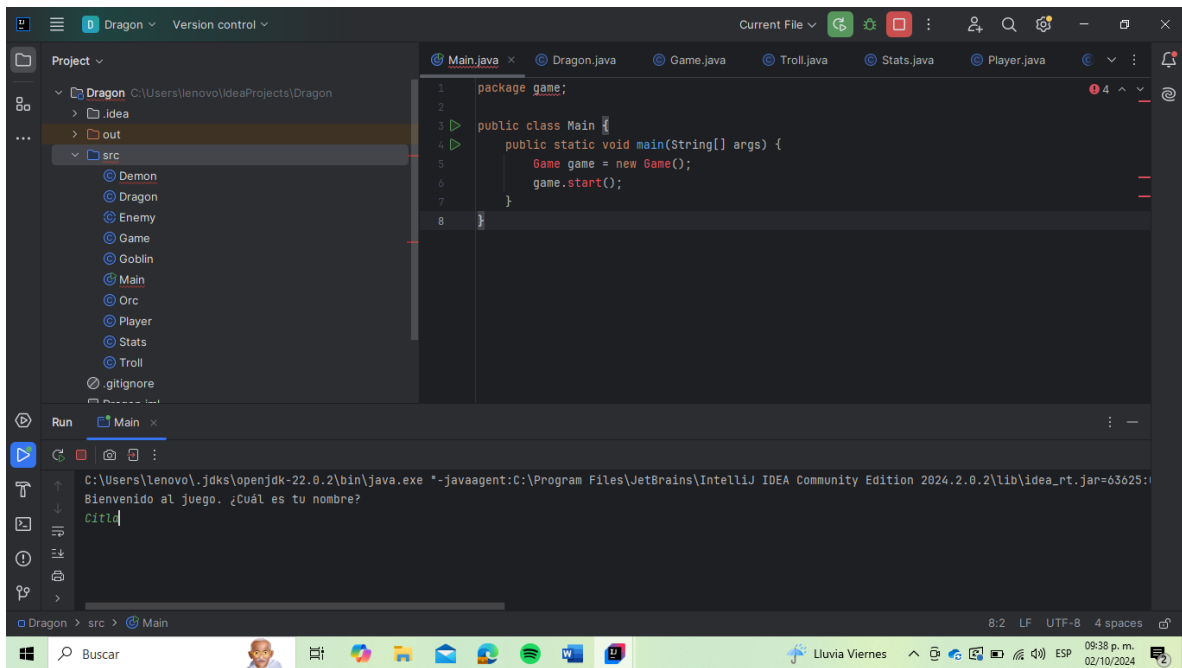 D Dragon Version control Current File
Project
Main.java Dragon.java Game.java Troll.java Stats.java Player.java
Dragon C:\Users\lenovo\IdeaProjects\Dragon
.idea
out
src
Demon
Dragon
Enemy
Game
Goblin
Main
Orc
Player
Stats
Troll
.gitignore
1 package game;
2
3 public class Main {
4 public static void main(String[] args) {
5 Game game = new Game();
6 game.start();
7 }
8 }
4
Run Main
C:\Users\lenovo\.jdks\openjdk-22.0.2\bin\java.exe "-javaagent:C:\Program Files\JetBrains\IntelliJ IDEA Community Edition 2024.2.0.2\lib\idea_rt.jar=63625:
Bienvenido al juego. ¿Cuál es tu nombre?
Citla
Dragon > src > Main 8:2 LF UTF-8 4 spaces
Buscar Lluvia Viernes ESP 09:38 p. m.
02/10/2024
2